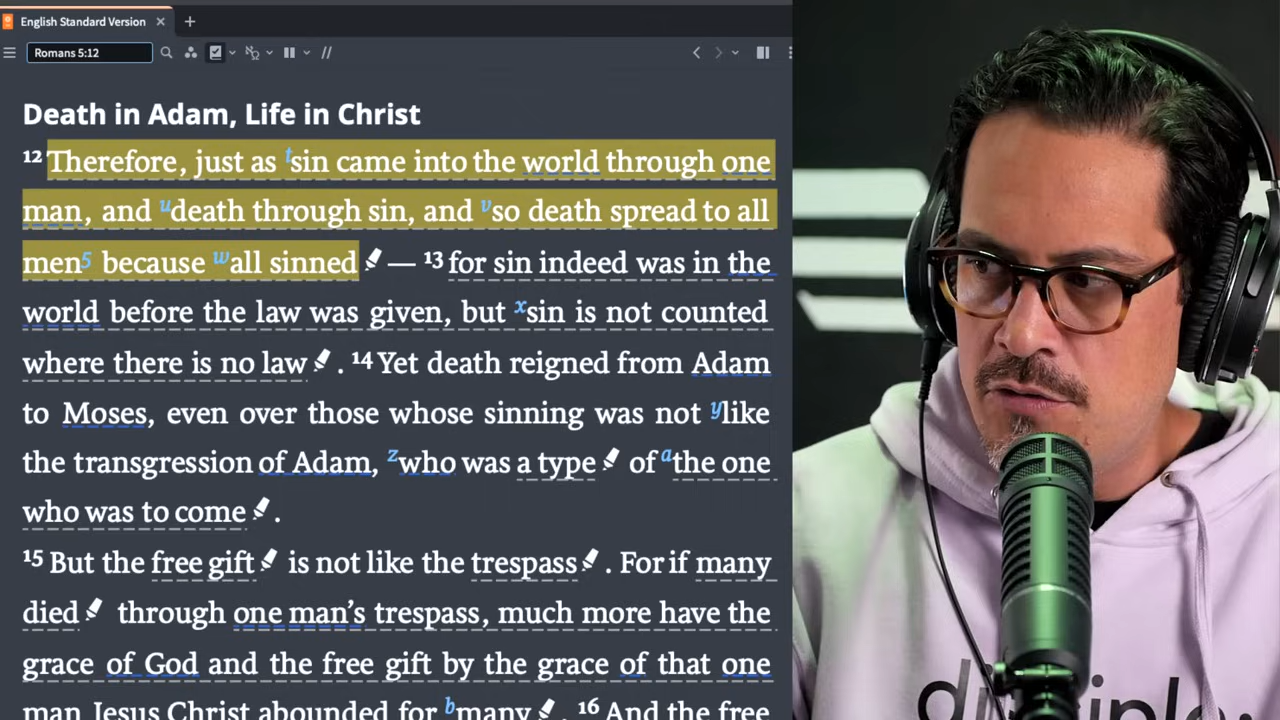 English Standard Version
Romans 5:12
Death in Adam, Life in Christ
12 Therefore, just as t sin came into the world through one
man, and u death through sin, and v so death spread to all
men5 because w all sinned — 13 for sin indeed was in the
world before the law was given, but x sin is not counted
where there is no law . 14 Yet death reigned from Adam
to Moses, even over those whose sinning was not y like
the transgression of Adam, z who was a type of a the one
who was to come .
15 But the free gift is not like the trespass . For if many
died through one man’s trespass, much more have the
grace of God and the free gift by the grace of that one
man Jesus Christ abounded for b many . 16 And the free